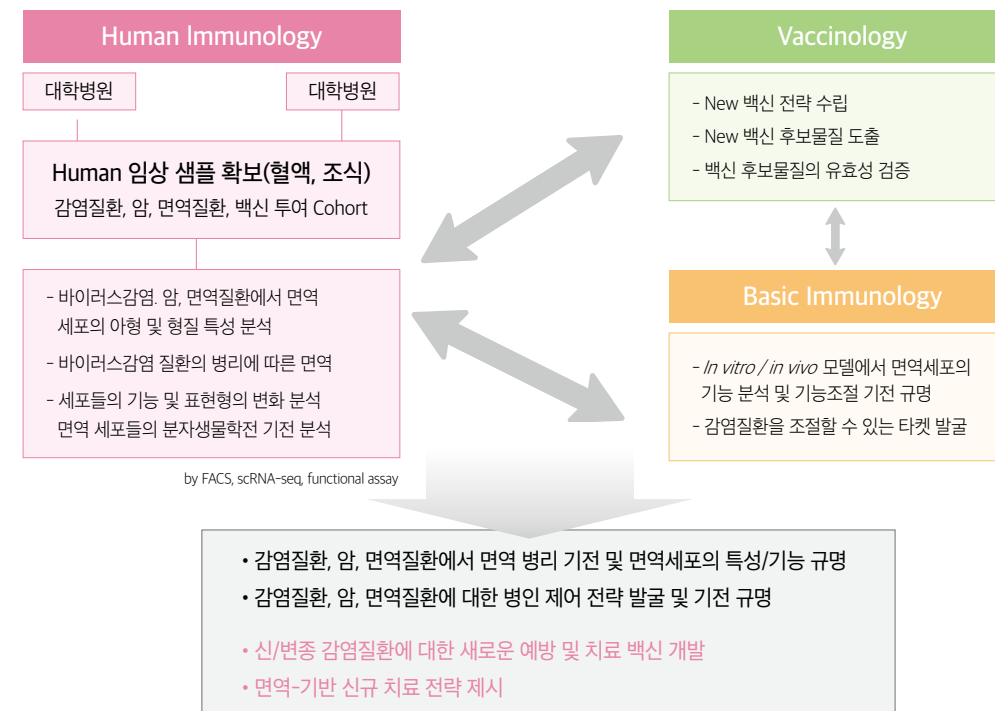 Human Immunology
대학병원
대학병원
Human 임상 샘플 확보(혈액, 조식)
감염질환, 암, 면역질환, 백신 투여 Cohort
- 바이러스감염. 암, 면역질환에서 면역
세포의 아형 및 형질 특성 분석
- 바이러스감염 질환의 병리에 따른 면역
- 세포들의 기능 및 표현형의 변화 분석
면역 세포들의 분자생물학전 기전 분석
by FACS, scRNA-seq, functional assay
Vaccinology
- New 백신 전략 수립
- New 백신 후보물질 도출
- 백신 후보물질의 유효성 검증
Basic Immunology
- In vitro / in vivo 모델에서 면역세포의
기능 분석 및 기능조절 기전 규명
- 감염질환을 조절할 수 있는 타켓 발굴
• 감염질환, 암, 면역질환에서 면역 병리 기전 및 면역세포의 특성/기능 규명
• 감염질환, 암, 면역질환에 대한 병인 제어 전략 발굴 및 기전 규명
• 신/변종 감염질환에 대한 새로운 예방 및 치료 백신 개발
• 면역-기반 신규 치료 전략 제시